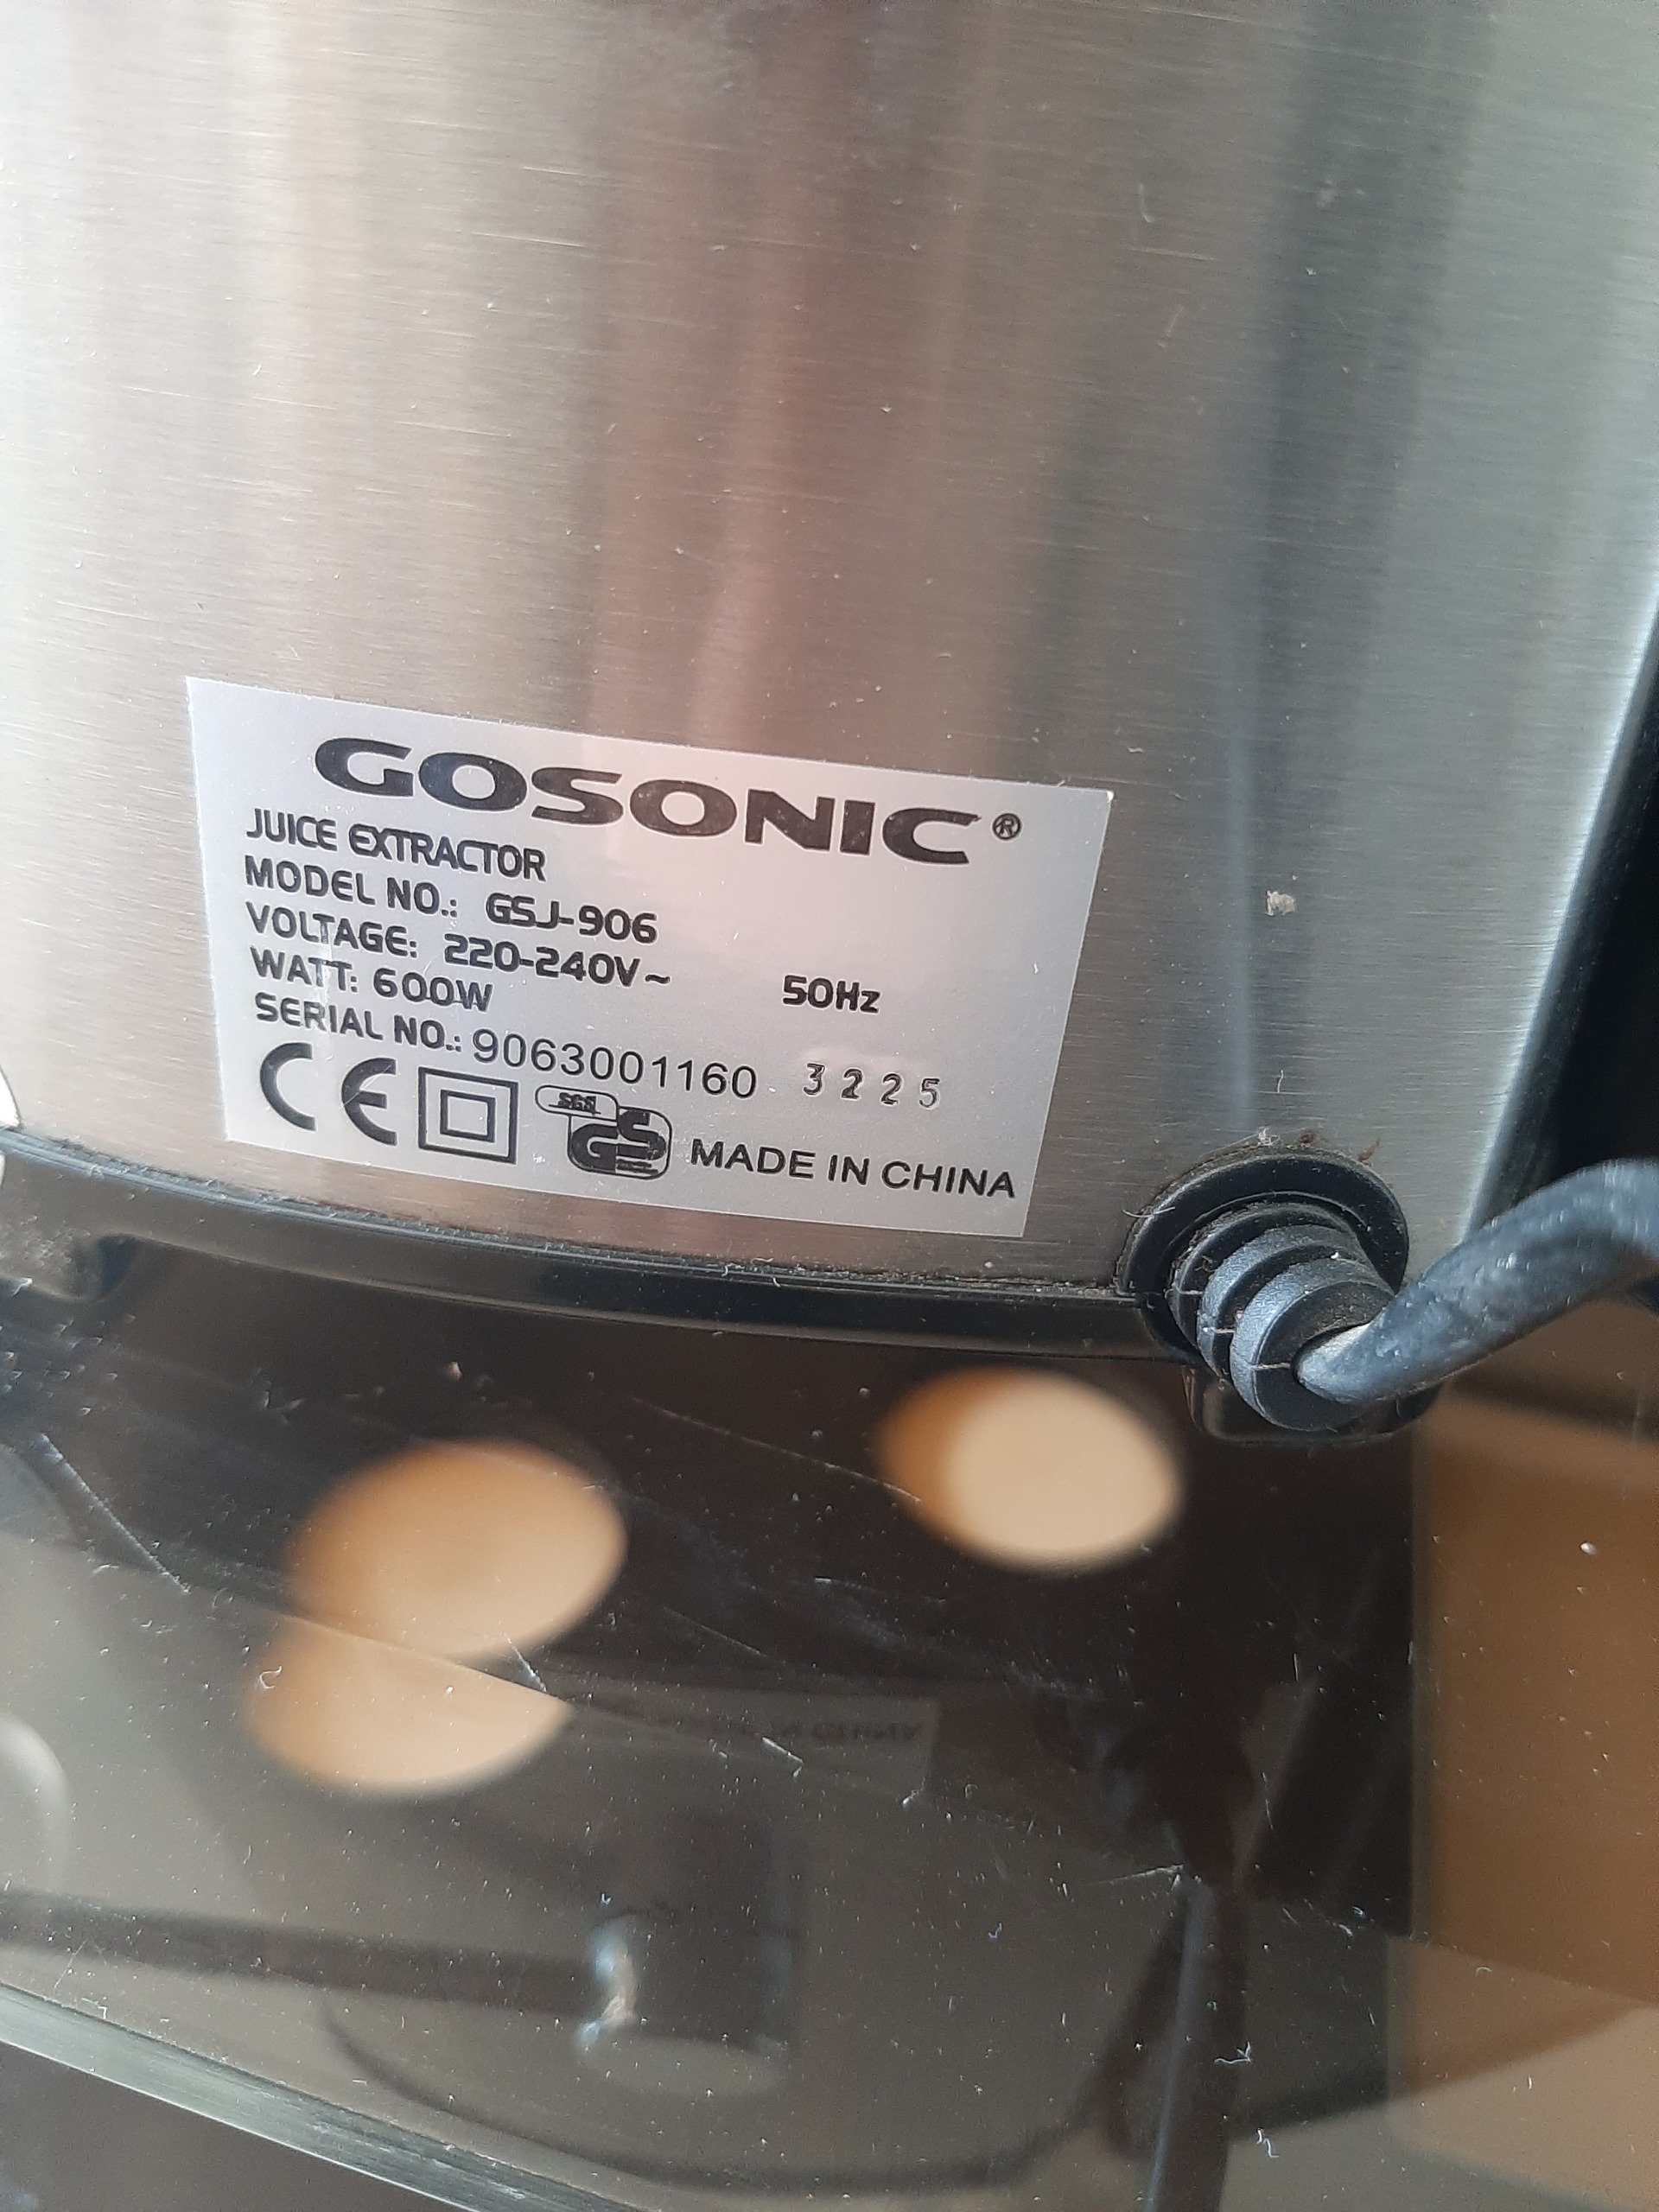 GOSONIC®
JUICE EXTRACTOR
MODEL NO.: GSJ-906
VOLTAGE: 220-240V~ 50Hz
WATT: 600W
SERIAL NO.: 9063001160 3225
CE SGS GS MADE IN CHINA